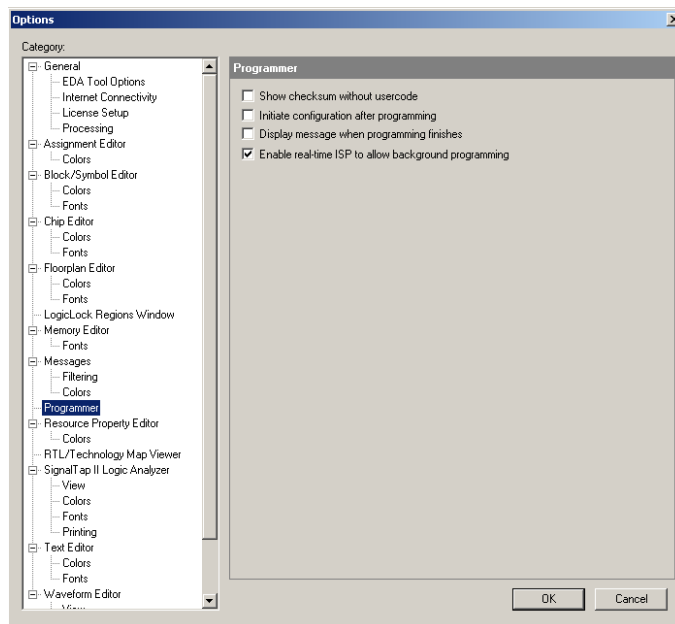 Options
Category:
General
EDA Tool Options
Internet Connectivity
License Setup
Processing
Assignment Editor
Colors
Block/Symbol Editor
Colors
Fonts
Chip Editor
Colors
Fonts
Floorplan Editor
Colors
Fonts
LogicLock Regions Window
Memory Editor
Fonts
Messages
Filtering
Colors
Programmer
Resource Property Editor
Colors
RTL/Technology Map Viewer
SignalTap II Logic Analyzer
View
Colors
Fonts
Printing
Text Editor
Colors
Fonts
Waveform Editor
View
Programmer
Show checksum without usercode
Initiate configuration after programming
Display message when programming finishes
Enable real-time ISP to allow background programming
OK
Cancel